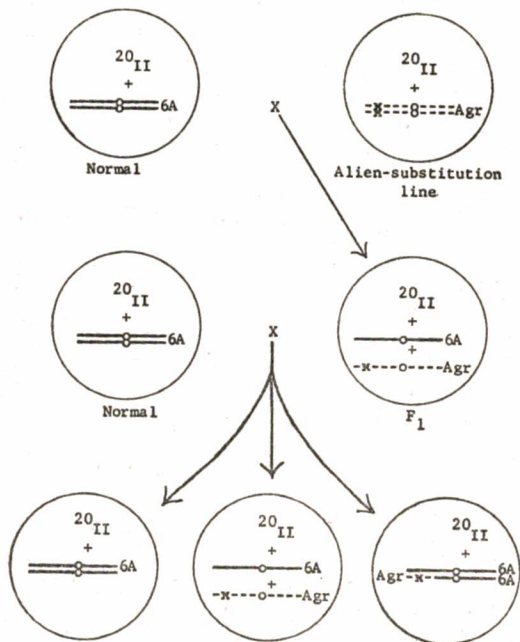 20II
20II
+
+
6A
X
Agr
Normal
Alien-substitution
line
20II
20II
+
+
6A
X
6A
+
Agr
Normal
F1
20II
20II
20II
+
+
+
6A
6A
6A
+
Agr
6A
Agr